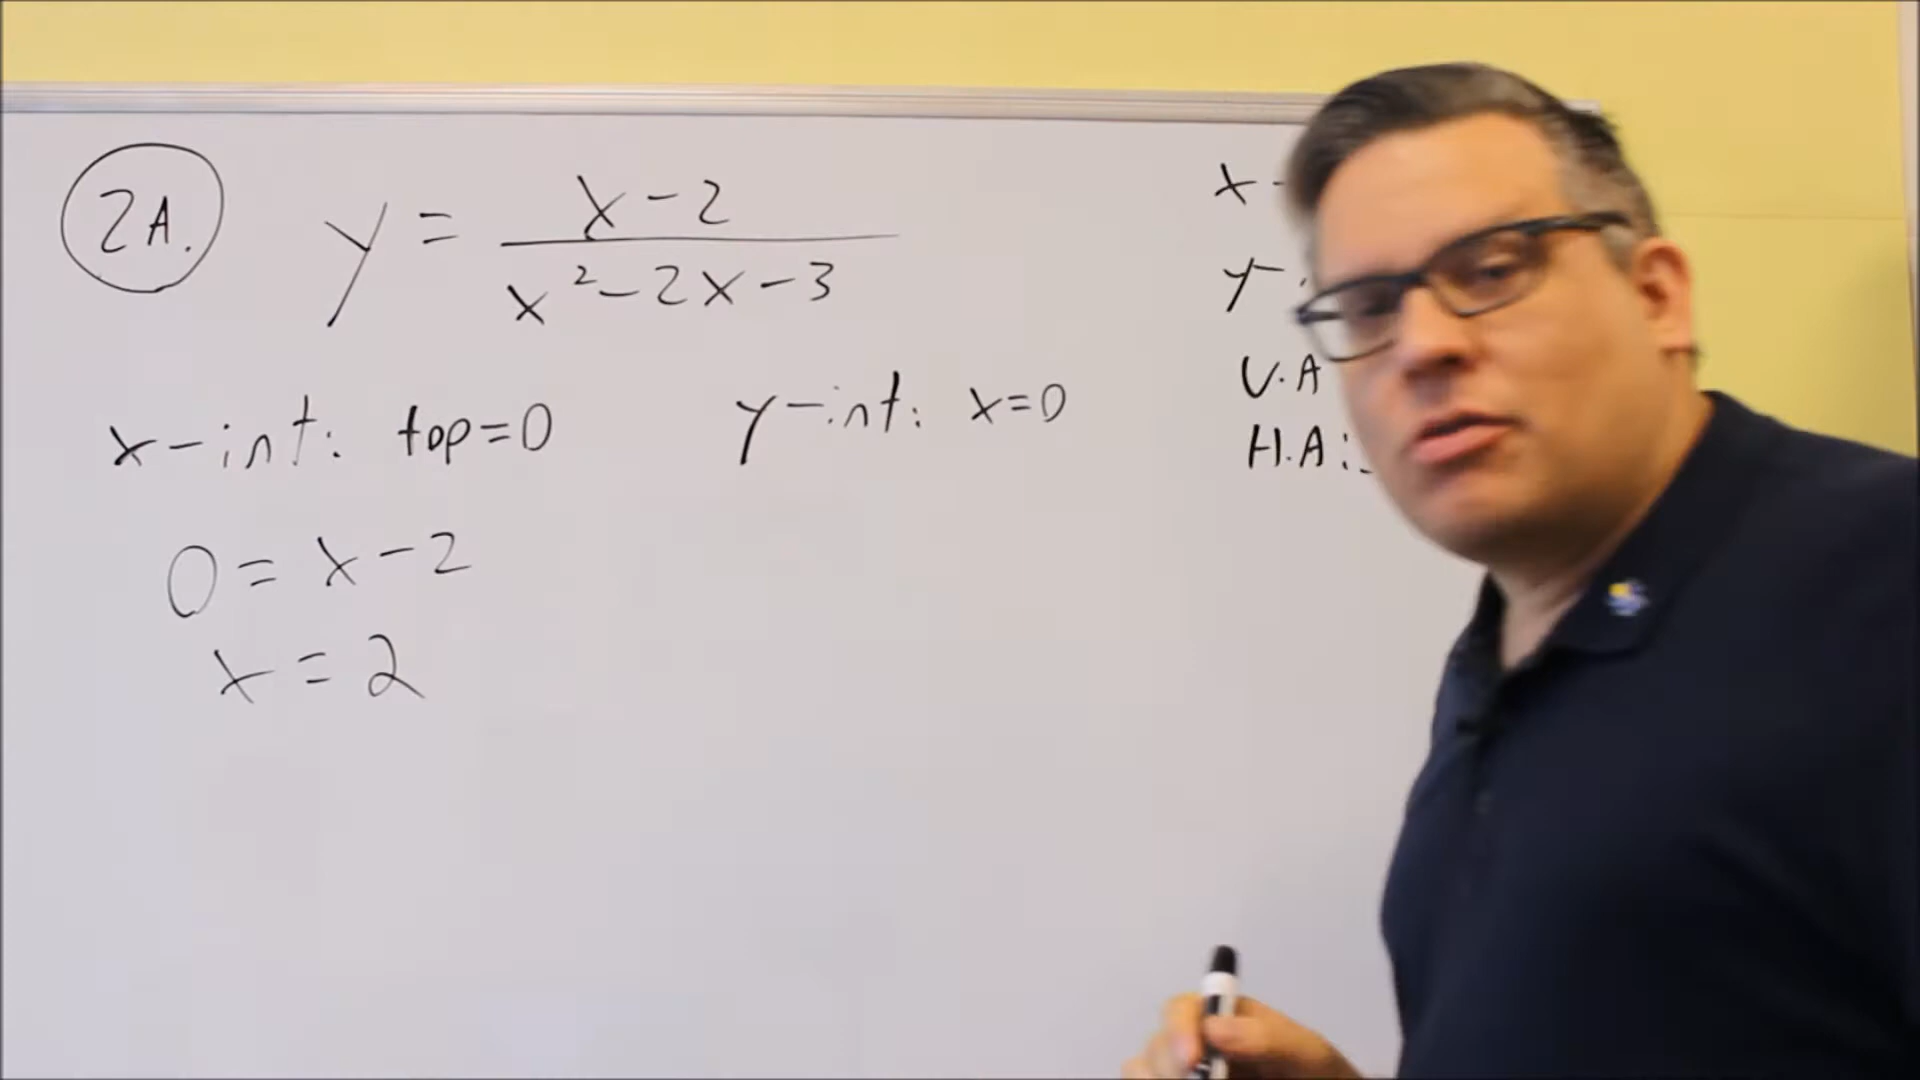 2A. y = x-2
x²-2x-3
x-int: top=0
0 = x-2
x = 2
y-int: x=0
x-
y-
V.A
H.A: